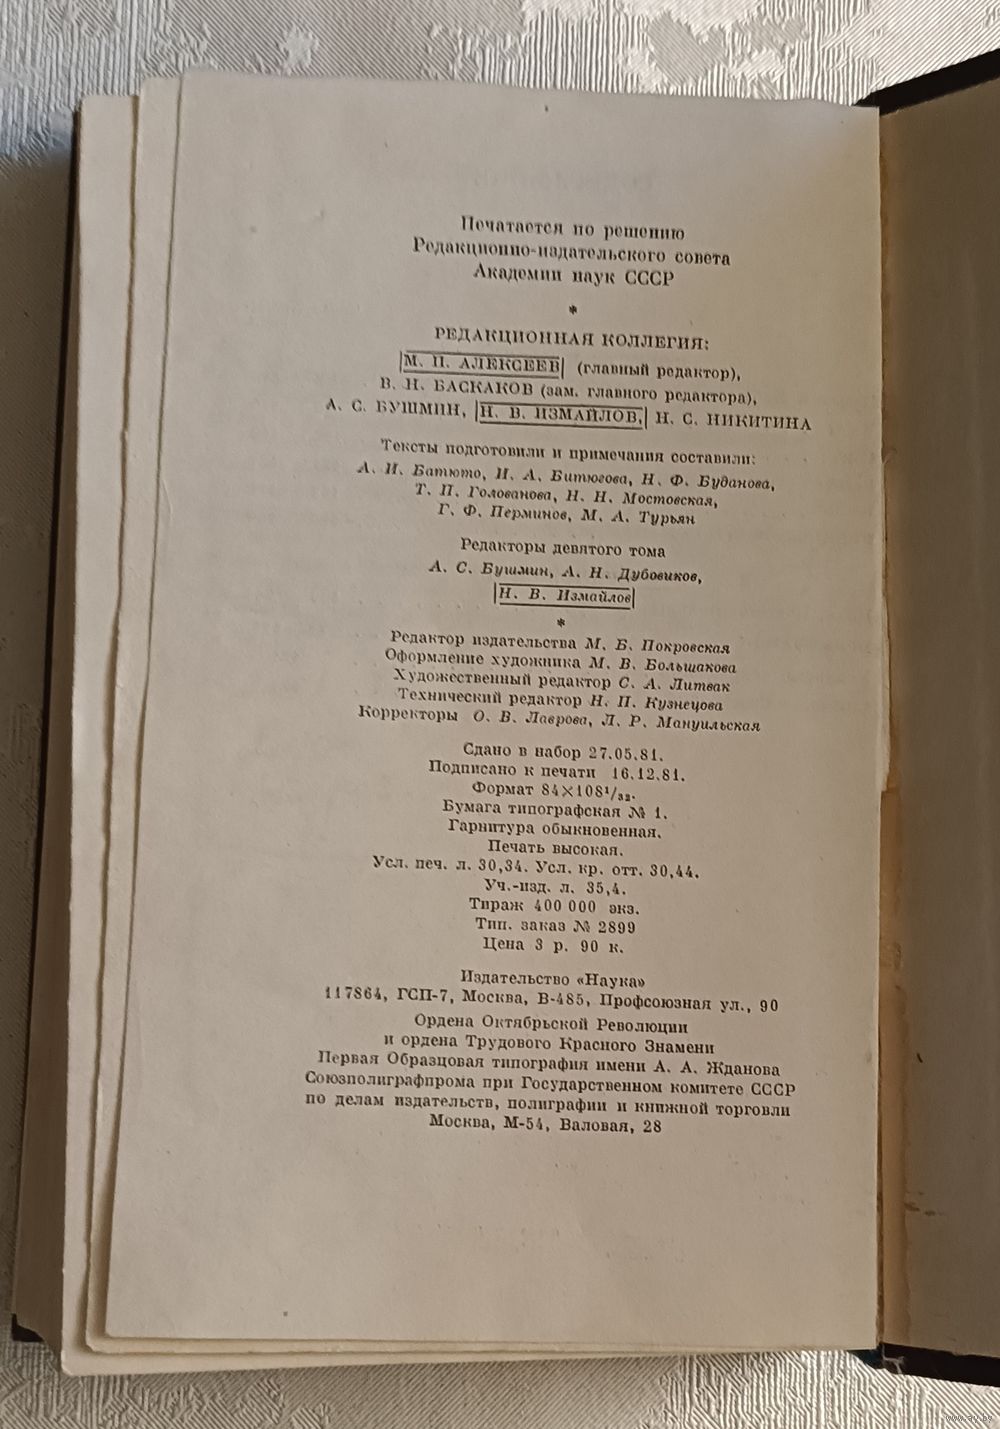 Печатается по решению
Редакционно-издательского совета
Академии наук СССР
*
РЕДАКЦИОННАЯ КОЛЛЕГИЯ:
М. П. АЛЕКСЕЕВ (главный редактор),
В. Н. БАСКАКОВ (зам. главного редактора),
А. С. БУШМИН, Н. В. ИЗМАЙЛОВ, Н. С. НИКИТИНА
Тексты подготовили и примечания составили:
А. И. Батюто, И. А. Битюгова, Н. Ф. Буданова,
Т. П. Голованова, Н. Н. Мостовская,
Г. Ф. Перминов, М. А. Турьян
Редакторы девятого тома
А. С. Бушмин, А. Н. Дубовиков,
Н. В. Измайлов
*
Редактор издательства М. Б. Покровская
Оформление художника М. В. Большакова
Художественный редактор С. А. Литвак
Технический редактор Н. П. Кузнецова
Корректоры О. В. Лаврова, Л. Р. Мануильская
Сдано в набор 27.05.81.
Подписано к печати 16.12.81.
Формат 84×108¹/₃₂.
Бумага типографская № 1.
Гарнитура обыкновенная.
Печать высокая.
Усл. печ. л. 30,34. Усл. кр. отт. 30,44.
Уч.-изд. л. 35,4.
Тираж 400 000 экз.
Тип. заказ № 2899
Цена 3 р. 90 к.
Издательство «Наука»
117864, ГСП-7, Москва, В-485, Профсоюзная ул., 90
Ордена Октябрьской Революции
и ордена Трудового Красного Знамени
Первая Образцовая типография имени А. А. Жданова
Союзполиграфпрома при Государственном комитете СССР
по делам издательств, полиграфии и книжной торговли
Москва, М-54, Валовая, 28
www.ay.by